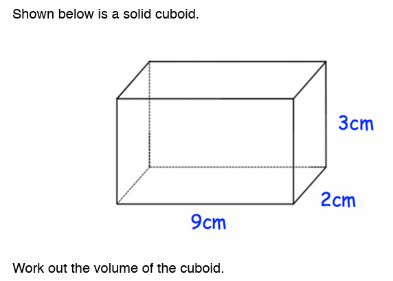 Shown below is a solid cuboid.
3cm
2cm
9cm
Work out the volume of the cuboid.